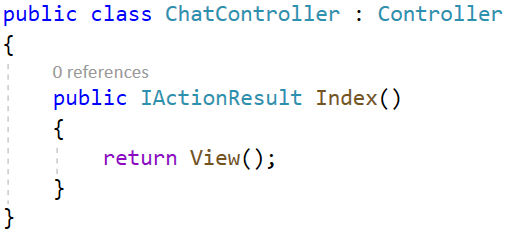 public class ChatController : Controller
{
0 references
public IActionResult Index()
{
return View();
}
}